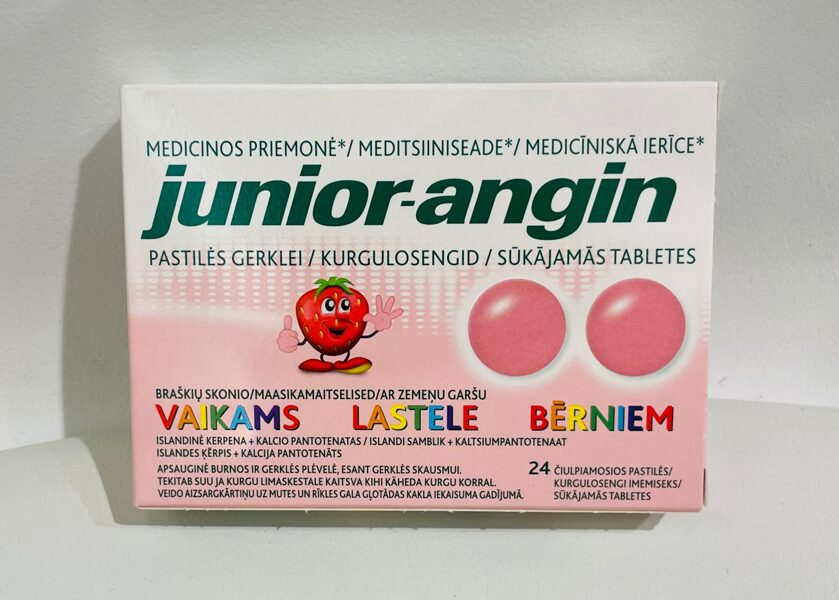 MEDICINOS PRIEMONĖ*/ MEDITSIINISEADE*/ MEDICĪNISKĀ IERĪCE*
junior-angin
PASTILĖS GERKLEI / KURGULOSENGID / SŪKĀJAMĀS TABLETES
BRAŠKIŲ SKONIO/MAASIKAMAITSELISED/AR ZEMEŅU GARŠU
VAIKAMS LASTELE BĒRNIEM
ISLANDINĖ KERPENA + KALCIO PANTOTENATAS / ISLANDI SAMBLIK + KALTSIUMPANTOTENAAT
ISLANDES ĶĒRPIS + KALCIJA PANTOTENĀTS
APSAUGINĖ BURNOS IR GERKLĖS PLĖVELĖ, ESANT GERKLĖS SKAUSMUI.
TEKITAB SUU JA KURGU LIMASKESTALE KAITSVA KIHI KÄHEDA KURGU KORRAL.
VEIDO AIZSARGKĀRTIŅU UZ MUTES UN RĪKLES GALA GĻOTĀDAS KAKLA IEKAISUMA GADĪJUMĀ.
24 ČIULPIAMOSIOS PASTILĖS/
KURGULOSENGI IMEMISEKS/
SŪKĀJAMĀS TABLETES